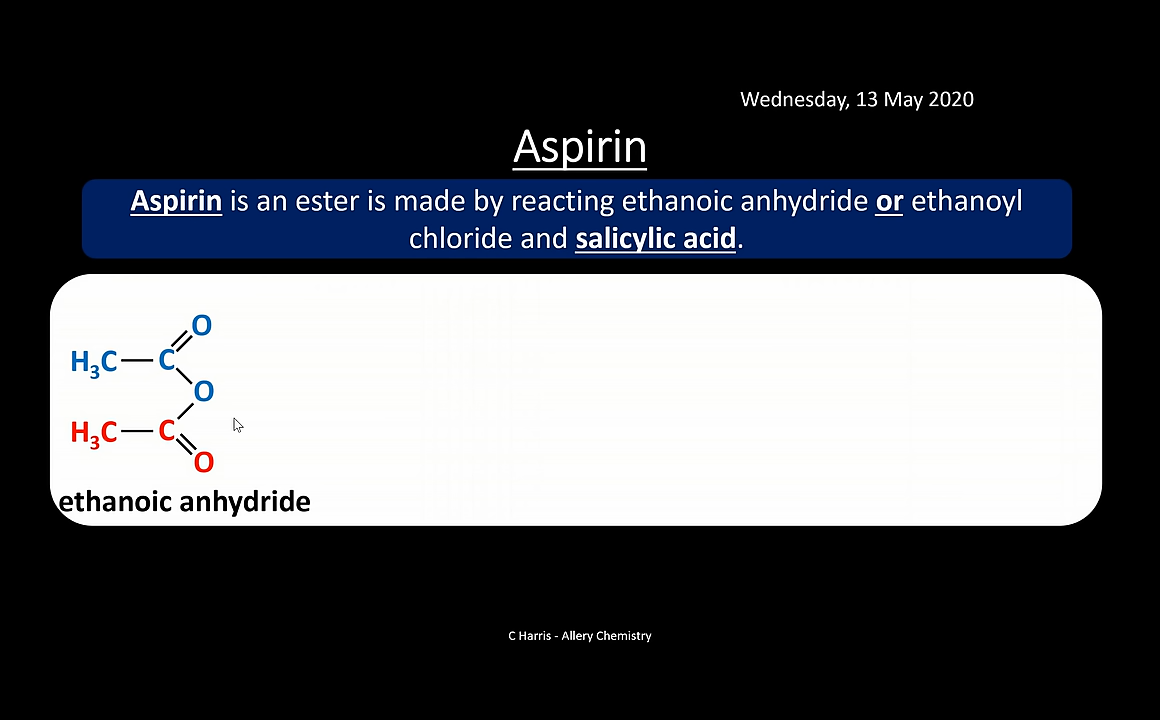 Wednesday, 13 May 2020
Aspirin
Aspirin is an ester is made by reacting ethanoic anhydride or ethanoyl
chloride and salicylic acid.
O
H₃C C
O
H₃C C
O
ethanoic anhydride
C Harris - Allery Chemistry